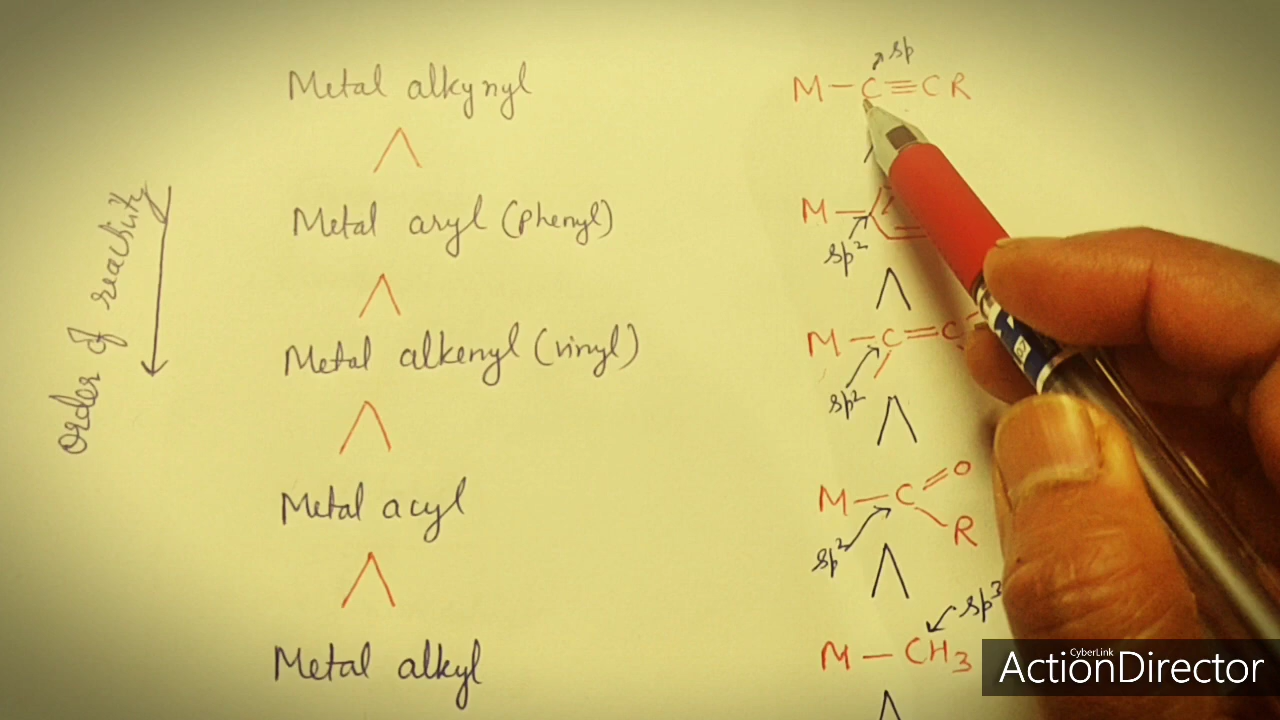 sp
Metal alkynyl M—C≡CR
∧
Metal aryl (phenyl) M—
sp²
∧ ∧
Metal alkenyl (vinyl) M—C=C
sp²
∧ ∧
Metal acyl M—C=O
R
sp²
∧ ∧
sp³
Metal alkyl M—CH3
∧
order of reactivity
CyberLink
ActionDirector